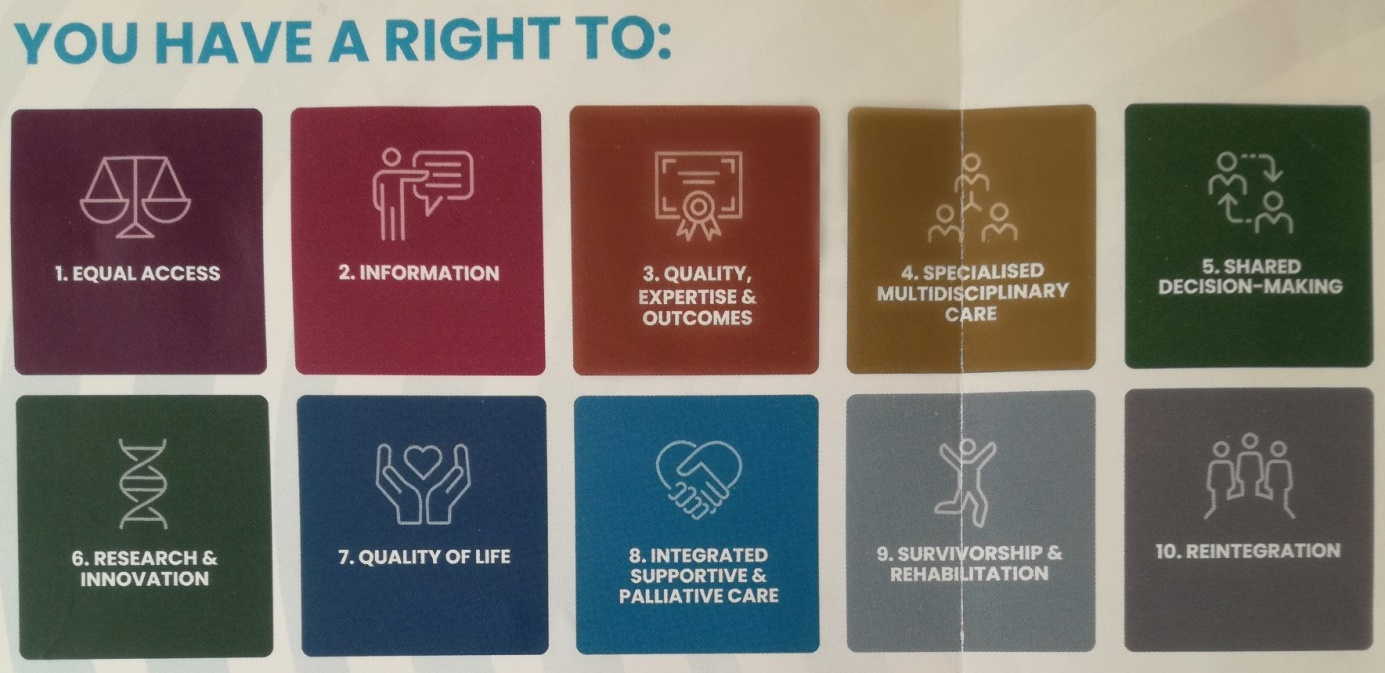 YOU HAVE A RIGHT TO:
1. EQUAL ACCESS
2. INFORMATION
3. QUALITY,
EXPERTISE &
OUTCOMES
4. SPECIALISED
MULTIDISCIPLINARY
CARE
5. SHARED
DECISION-MAKING
6. RESEARCH &
INNOVATION
7. QUALITY OF LIFE
8. INTEGRATED
SUPPORTIVE &
PALLIATIVE CARE
9. SURVIVORSHIP &
REHABILITATION
10. REINTEGRATION